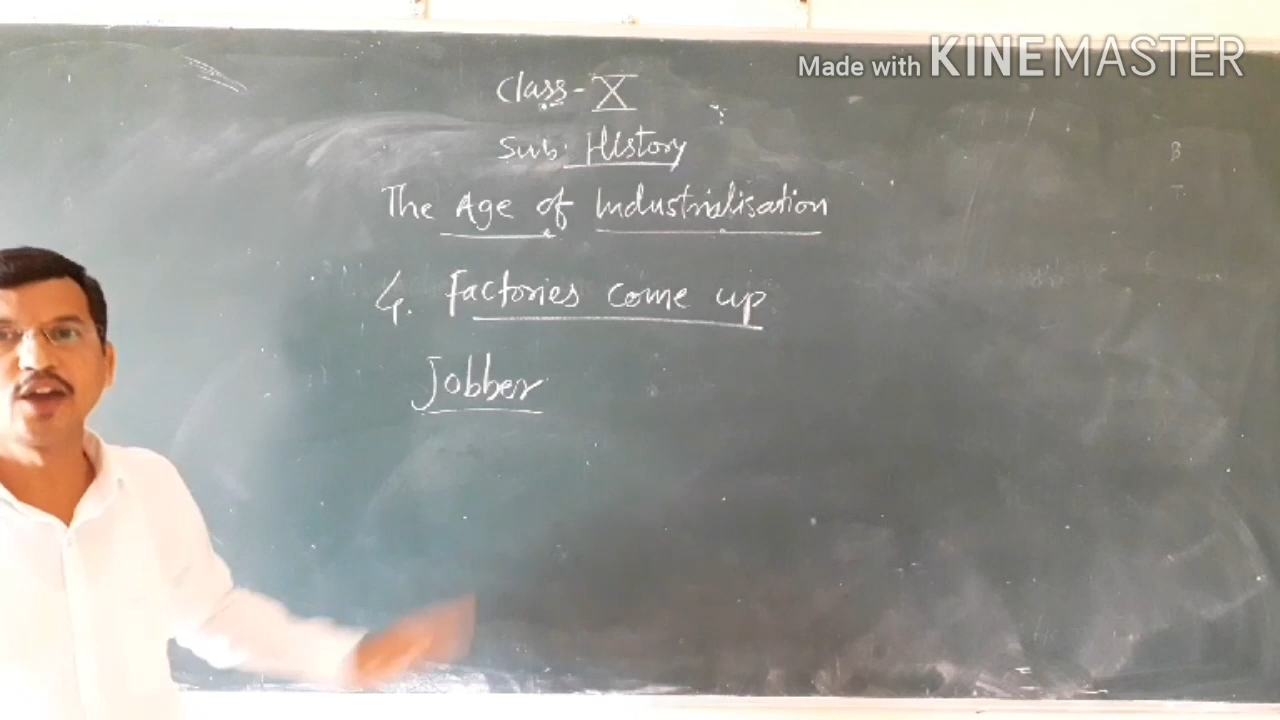 Made with KINEMASTER
Class - X
Sub: History
The Age of Industrialisation
4. Factories come up
Jobber